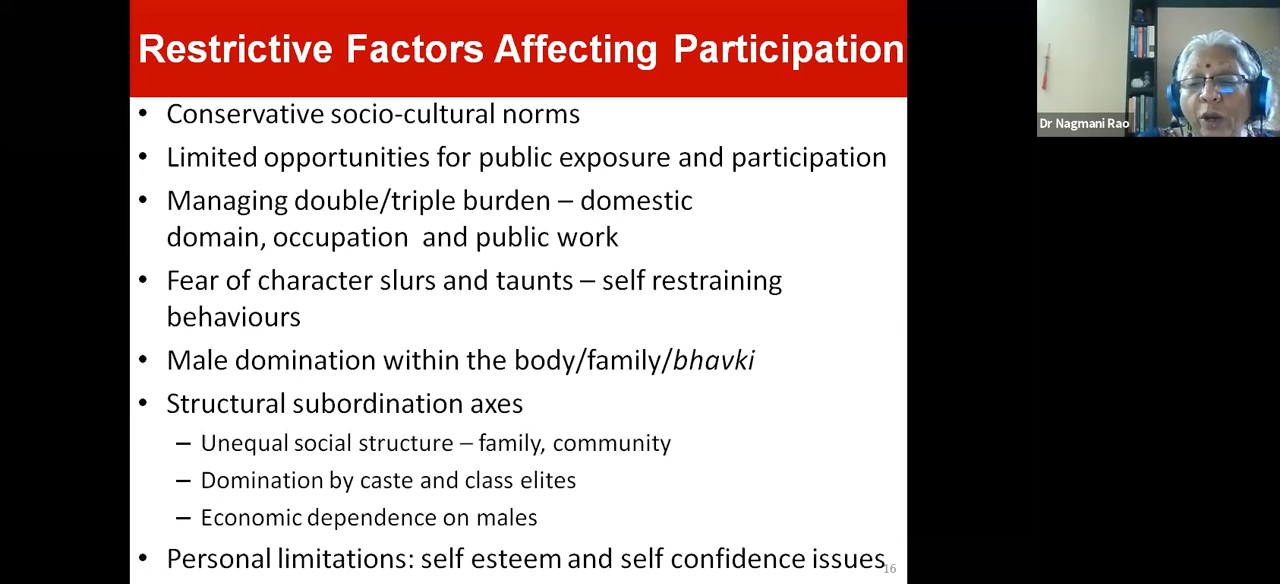 Restrictive Factors Affecting Participation
Dr Nagmani Rao
• Conservative socio-cultural norms
• Limited opportunities for public exposure and participation
• Managing double/triple burden – domestic
domain, occupation and public work
• Fear of character slurs and taunts – self restraining
behaviours
• Male domination within the body/family/bhavki
• Structural subordination axes
– Unequal social structure – family, community
– Domination by caste and class elites
– Economic dependence on males
• Personal limitations: self esteem and self confidence issues
16